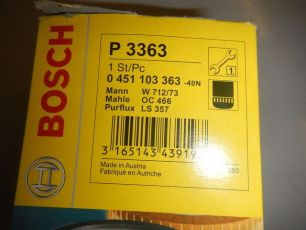 BOSCH
P 3363
1 St/Pc
0 451 103 363 -40N
1
Mann W 712/73
Mahle OC 466
Purflux LS 357
3 165143 43919
Made in Austria
Fabriqué en Autriche